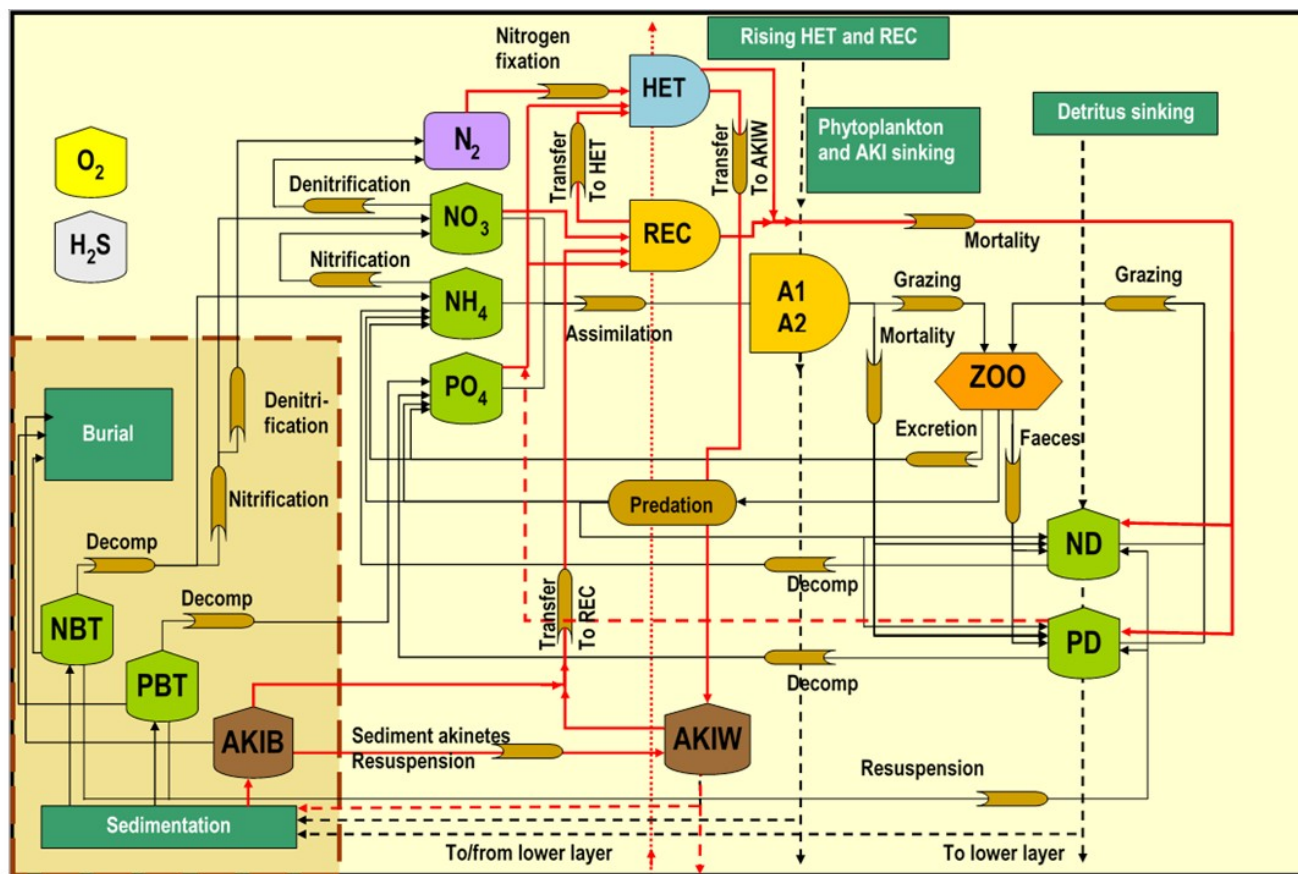 Nitrogen
fixation
HET
Rising HET and REC
Phytoplankton
and AKI sinking
Detritus sinking
O2
H2S
N2
Transfer
To HET
Transfer
To AKIW
Denitrification
NO3
REC
Mortality
Nitrification
NH4
Assimilation
A1
A2
Grazing
Grazing
Mortality
PO4
ZOO
Burial
Denitri-
fication
Excretion
Faeces
Nitrification
Predation
Decomp
ND
Decomp
Decomp
NBT
Transfer
To REC
PD
PBT
Decomp
AKIB
Sediment akinetes
Resuspension
AKIW
Resuspension
Sedimentation
To/from lower layer
To lower layer